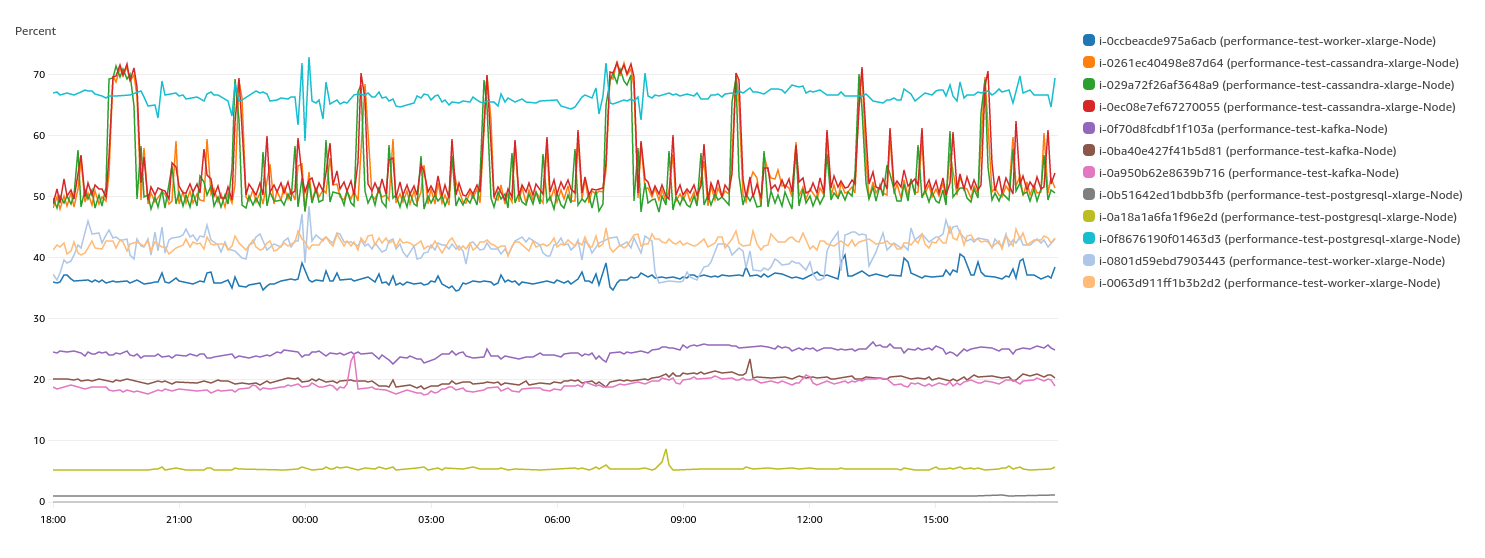 Percent
70
60
50
40
30
20
10
0
18:00 21:00 00:00 03:00 06:00 09:00 12:00 15:00
i-0ccbeacde975a6acb (performance-test-worker-xlarge-Node)
i-0261ec40498e87d64 (performance-test-cassandra-xlarge-Node)
i-029a72f26af3648a9 (performance-test-cassandra-xlarge-Node)
i-0ec08e7ef67270055 (performance-test-cassandra-xlarge-Node)
i-0f70d8fcdbf1f103a (performance-test-kafka-Node)
i-0ba40e427f41b5d81 (performance-test-kafka-Node)
i-0a950b62e8639b716 (performance-test-kafka-Node)
i-0b51642ed1bdbb3fb (performance-test-postgresql-xlarge-Node)
i-0a18a1a6fa1f96e2d (performance-test-postgresql-xlarge-Node)
i-0f8676190f01463d3 (performance-test-postgresql-xlarge-Node)
i-0801d59ebd7903443 (performance-test-worker-xlarge-Node)
i-0063d911ff1b3b2d2 (performance-test-worker-xlarge-Node)